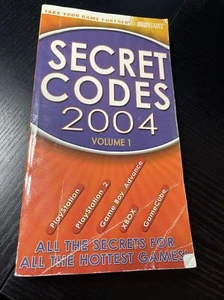 TAKE YOUR GAME FURTHER
BRADYGAMES
SECRET
CODES
2004
VOLUME 1
PlayStation
PlayStation 2
Game Boy Advance
XBOX
GameCube
ALL THE SECRETS FOR
ALL THE HOTTEST GAMES!